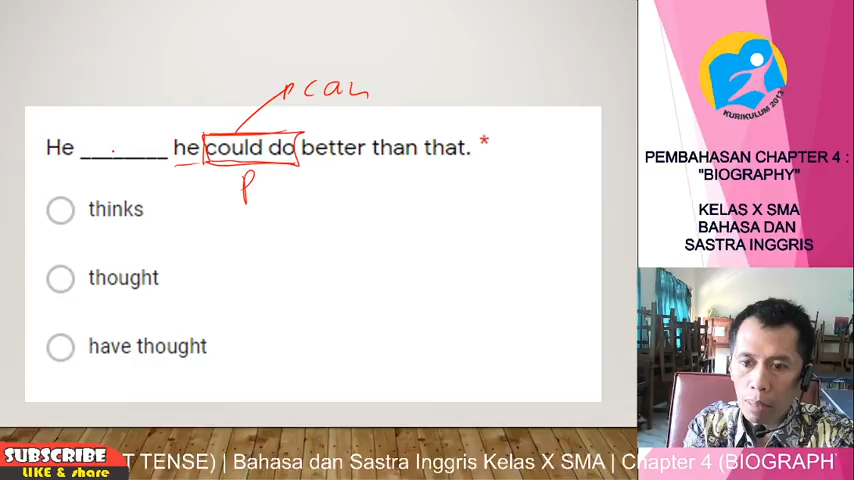 can
He ________ he could do better than that. *
P
thinks
thought
have thought
KURIKULUM 2013
PEMBAHASAN CHAPTER 4 :
"BIOGRAPHY"
KELAS X SMA
BAHASA DAN
SASTRA INGGRIS
SUBSCRIBE
LIKE & share
T TENSE) | Bahasa dan Sastra Inggris Kelas X SMA | Chapter 4 (BIOGRAPH